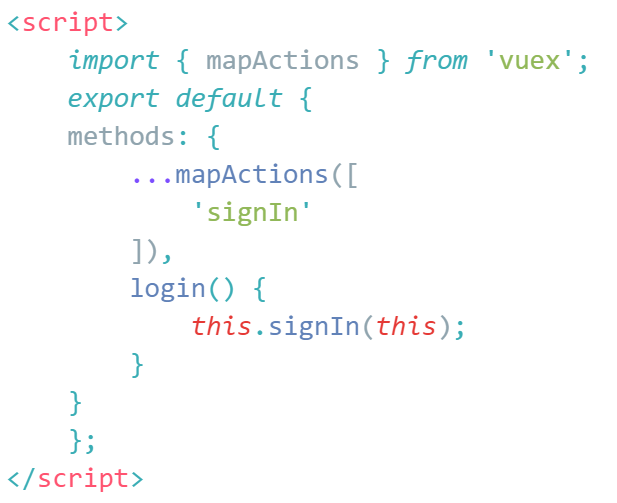 <script>
    import { mapActions } from 'vuex';
    export default {
    methods: {
        ...mapActions([
            'signIn'
        ]),
        login() {
            this.signIn(this);
        }
    }
    };
</script>